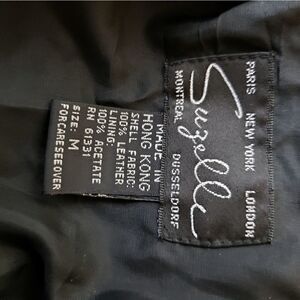 PARIS NEW YORK LONDON
Suzelle
MONTREAL DUSSELDORF
MADE IN
HONG KONG
SHELL FABRIC:
100% LEATHER
LINING:
100% ACETATE
RN 61331
SIZE: M
FOR CARE SEE OVER